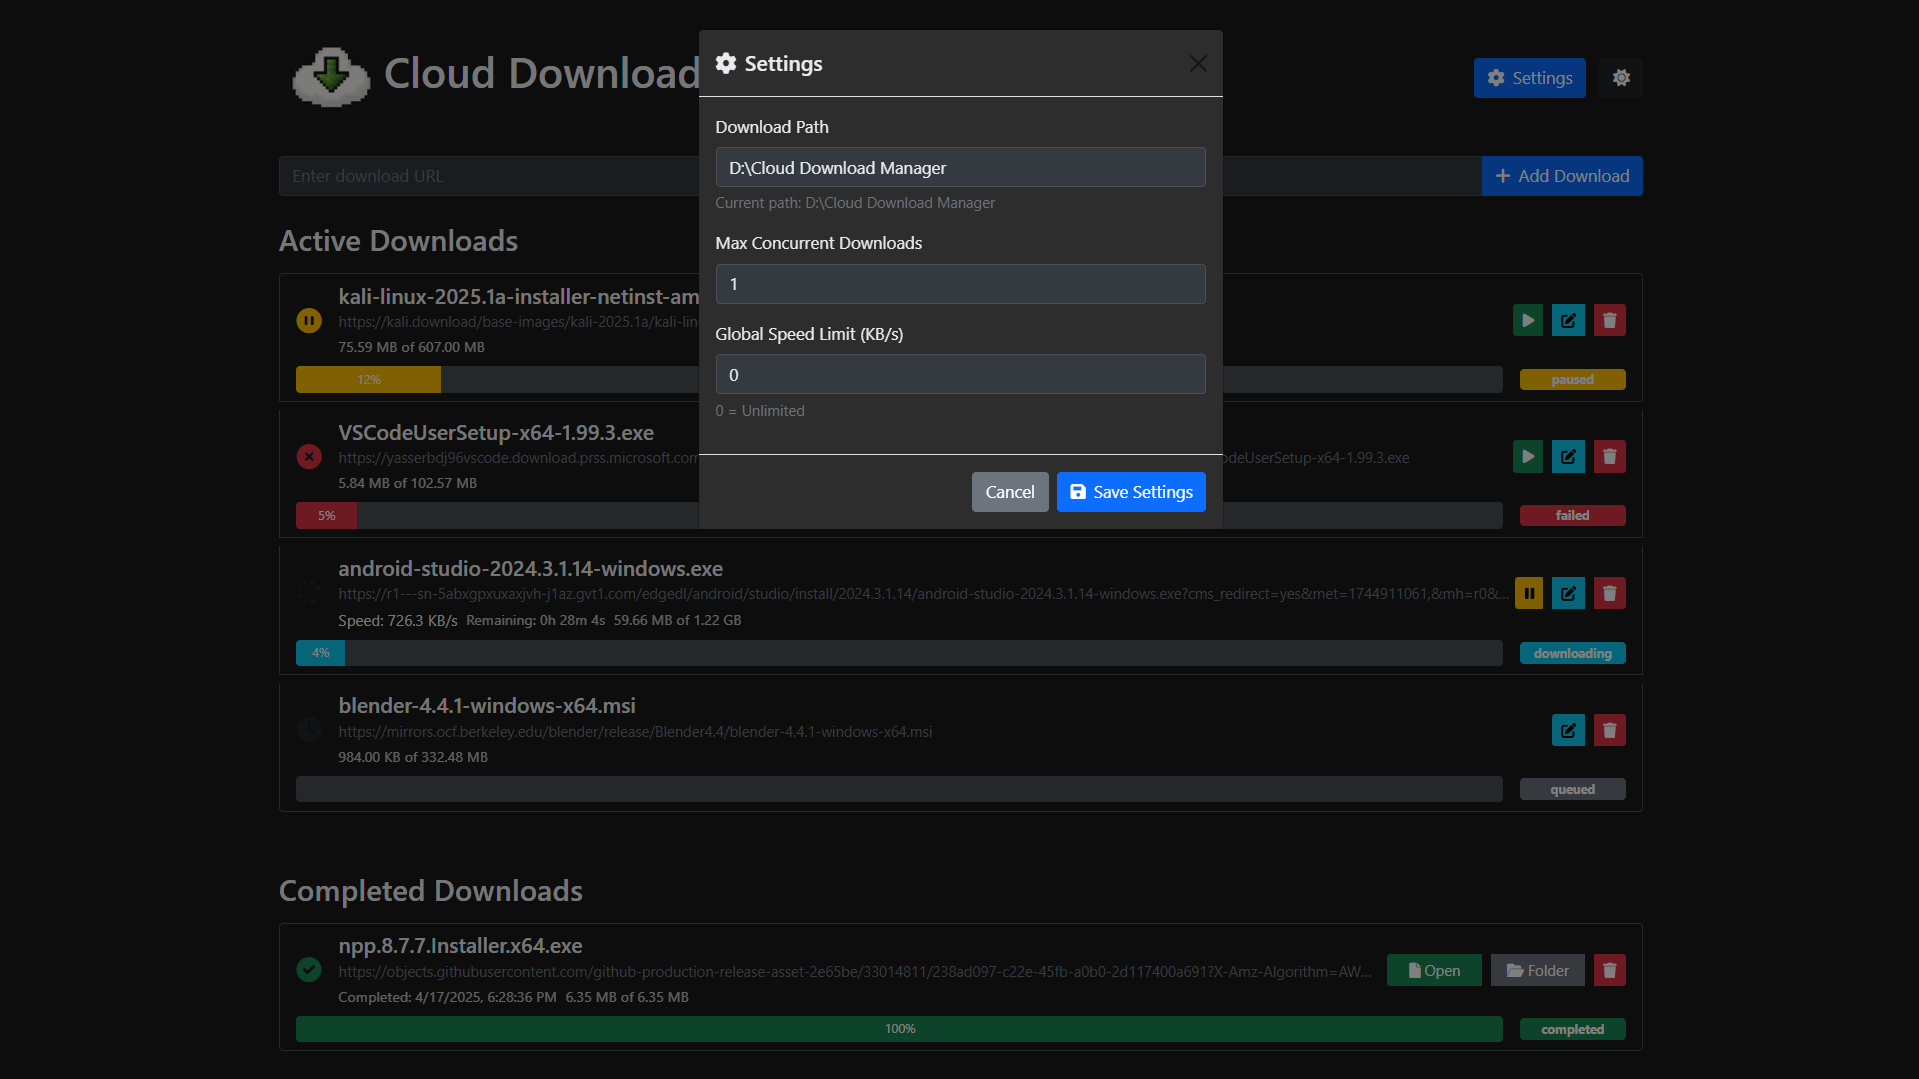 Cloud Download
Settings
Settings
Download Path
D:\Cloud Download Manager
Current path: D:\Cloud Download Manager
Max Concurrent Downloads
1
Global Speed Limit (KB/s)
0
0 = Unlimited
Cancel
Save Settings
Enter download URL
Add Download
Active Downloads
kali-linux-2025.1a-installer-netinst-am
https://kali.download/base-images/kali-2025.1a/kali-lin
75.59 MB of 607.00 MB
12%
paused
VSCodeUserSetup-x64-1.99.3.exe
https://yasserbdj96vscode.download.prss.microsoft.com odeUserSetup-x64-1.99.3.exe
5.84 MB of 102.57 MB
5%
failed
android-studio-2024.3.1.14-windows.exe
https://r1---sn-5abxgpxuxaxjvh-j1az.gvt1.com/edgedl/android/studio/install/2024.3.1.14/android-studio-2024.3.1.14-windows.exe?cms_redirect=yes&met=1744911061,&mh=r0&...
Speed: 726.3 KB/s Remaining: 0h 28m 4s 59.66 MB of 1.22 GB
4%
downloading
blender-4.4.1-windows-x64.msi
https://mirrors.ocf.berkeley.edu/blender/release/Blender4.4/blender-4.4.1-windows-x64.msi
984.00 KB of 332.48 MB
queued
Completed Downloads
npp.8.7.7.Installer.x64.exe
https://objects.githubusercontent.com/github-production-release-asset-2e65be/33014811/238ad097-c22e-45fb-a0b0-2d117400a691?X-Amz-Algorithm=AW...
Open
Folder
Completed: 4/17/2025, 6:28:36 PM 6.35 MB of 6.35 MB
100%
completed